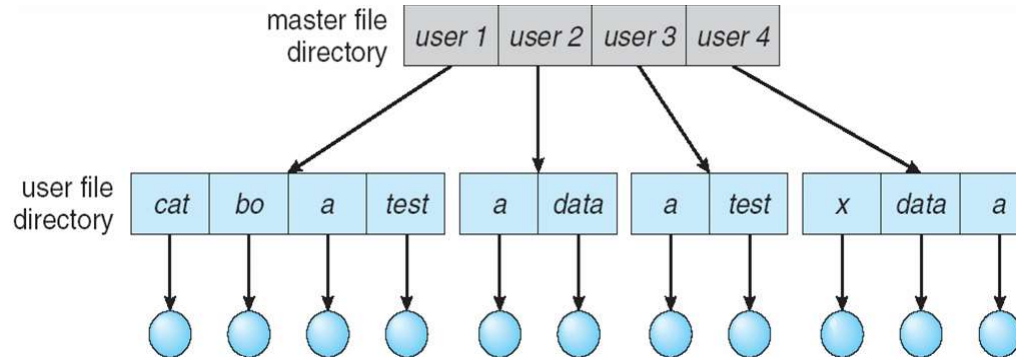 master file
directory
user 1 user 2 user 3 user 4
user file
directory
cat bo a test a data a test x data a